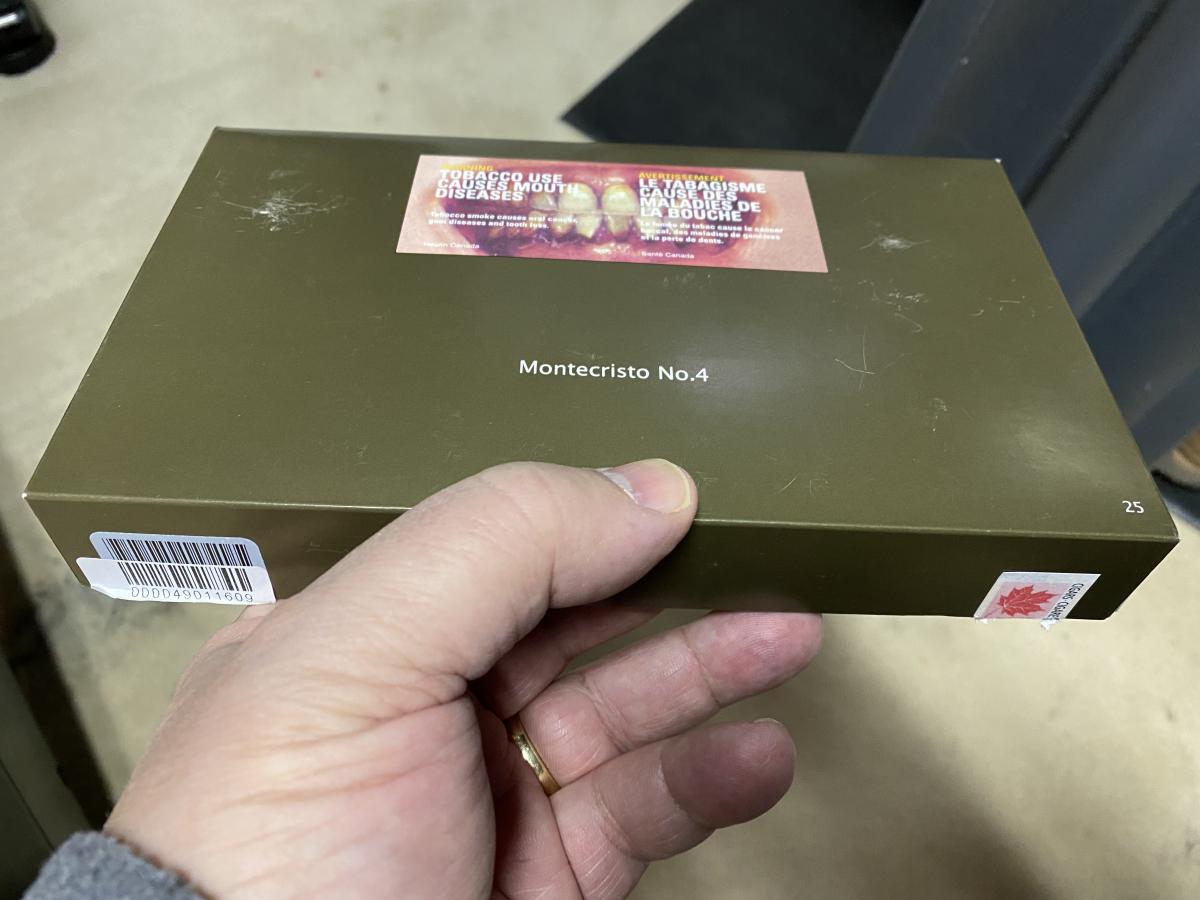 WARNING
TOBACCO USE
CAUSES MOUTH
DISEASES
Tobacco smoke causes oral cancer,
gum diseases and tooth loss.
Health Canada
AVERTISSEMENT
LE TABAGISME
CAUSE DES
MALADIES DE
LA BOUCHE
La fumée du tabac cause le cancer
buccal, des maladies de gencives
et la perte de dents.
Santé Canada
Montecristo No.4
25
DDDD49011609
CIGARS